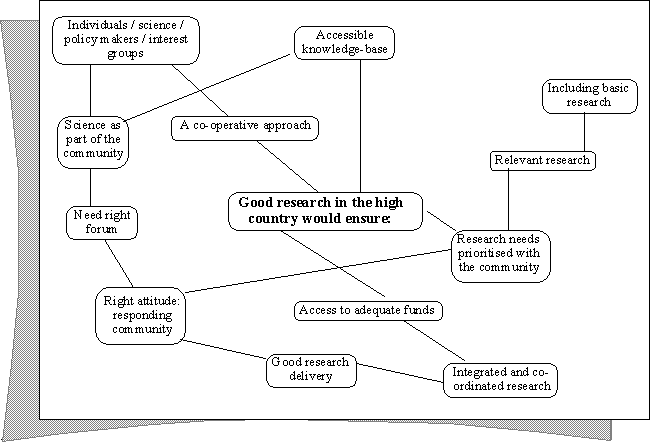 Individuals / science /
policy makers / interest
groups
Accessible
knowledge-base
Including basic
research
Science as
part of the
community
A co-operative approach
Relevant research
Good research in the high
country would ensure:
Need right
forum
Research needs
prioritised with
the community
Right attitude:
responding
community
Access to adequate funds
Good research
delivery
Integrated and co-
ordinated research